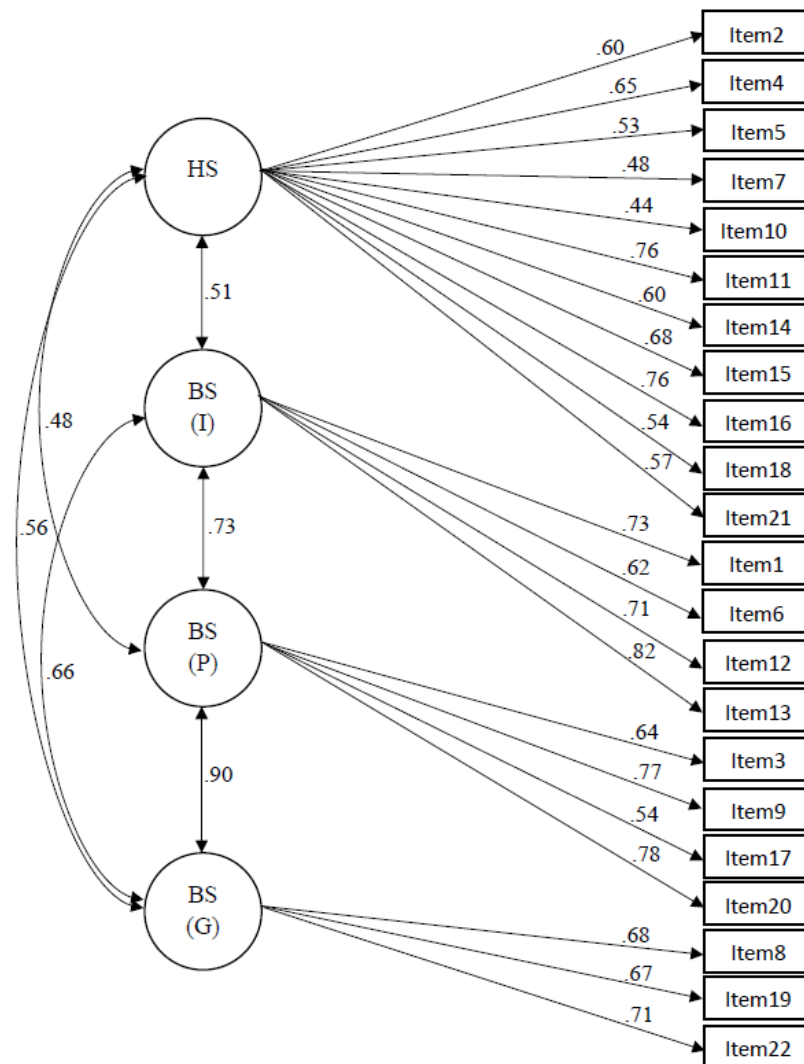 Item2
.60
Item4
.65
Item5
.53
HS
.48
Item7
.44
Item10
.76
Item11
.51
.60
Item14
.68
Item15
BS
(I)
.76
Item16
.48
.54
Item18
.57
Item21
.56
.73
.73
Item1
.62
Item6
.71
Item12
BS
(P)
.82
Item13
.66
.64
Item3
.90
.77
Item9
.54
Item17
.78
Item20
BS
(G)
.68
Item8
.67
Item19
.71
Item22